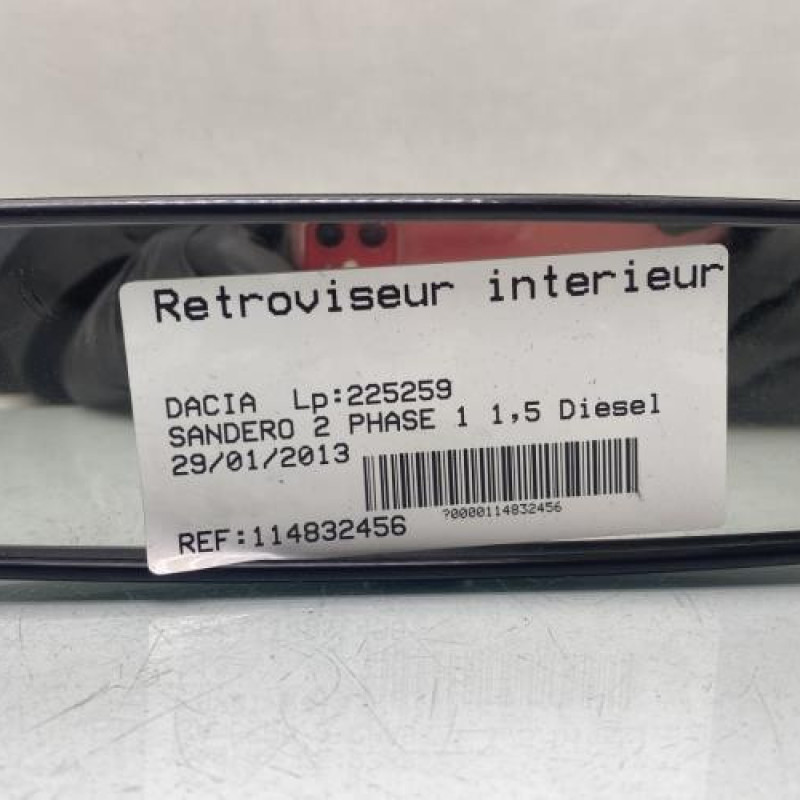 Retroviseur interieur
DACIA Lp:225259
SANDERO 2 PHASE 1 1,5 Diesel
29/01/2013
?0000114832456
REF:114832456